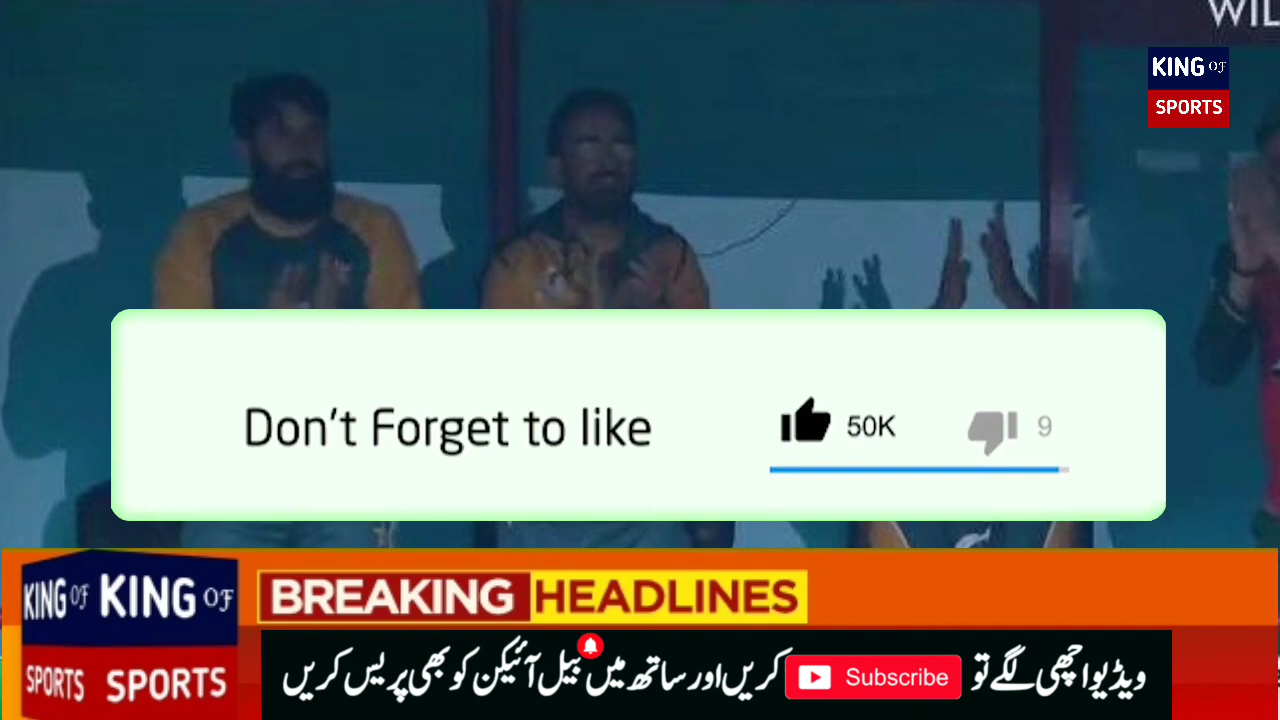 WIL
KING OF
SPORTS
Don't Forget to like
50K
9
KING OF KING OF
SPORTS SPORTS
BREAKING HEADLINES
ویڈیو اچھی لگے تو Subscribe کریں اور ساتھ میں بیل آئیکن کو بھی پریس کریں